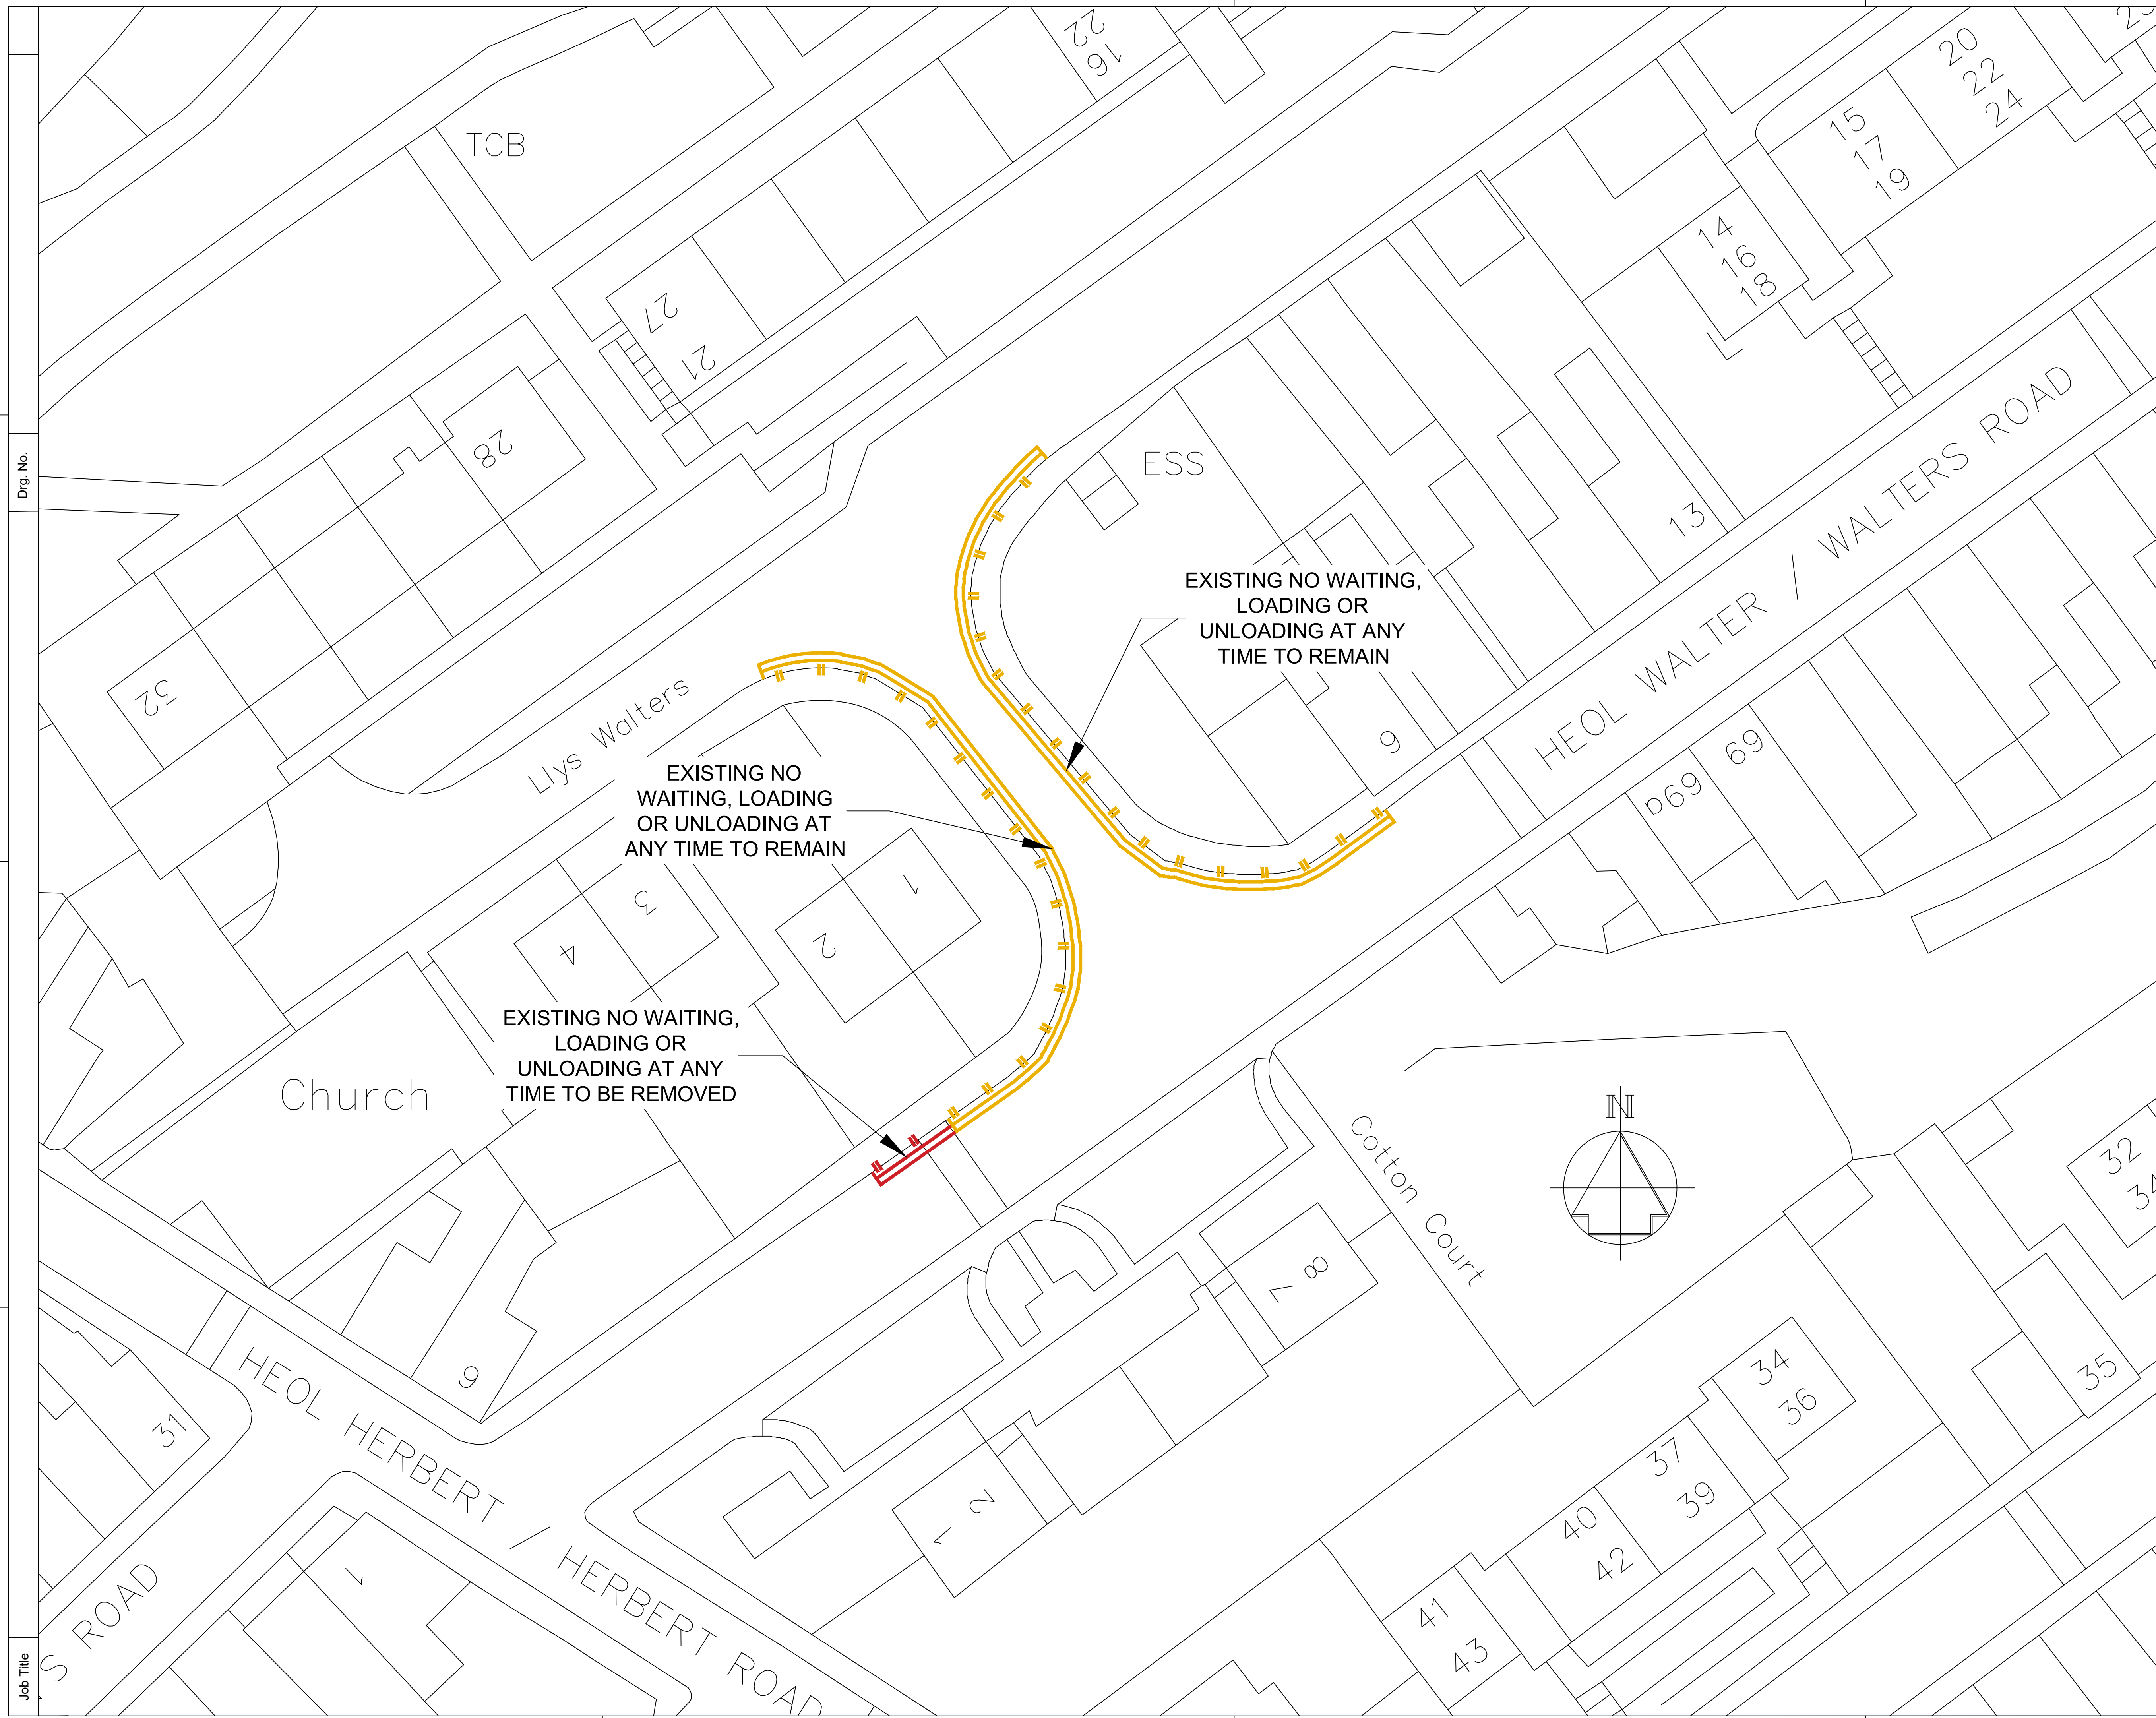 22
16
TCB
20
22
24
15
17
19
14
16
18
27
21
28
ESS
13
EXISTING NO WAITING,
LOADING OR
UNLOADING AT ANY
TIME TO REMAIN
HEOL WALTER / WALTERS ROAD
9
69
69a
32
Llys Walters
EXISTING NO
WAITING, LOADING
OR UNLOADING AT
ANY TIME TO REMAIN
1
2
3
4
EXISTING NO WAITING,
LOADING OR
UNLOADING AT ANY
TIME TO BE REMOVED
Church
N
Cotton Court
32
34
8
7
9
HEOL HERBERT / HERBERT ROAD
31
34
36
35
37
39
40
42
41
43
2
1
1
S ROAD
Drg. No.
Job Title